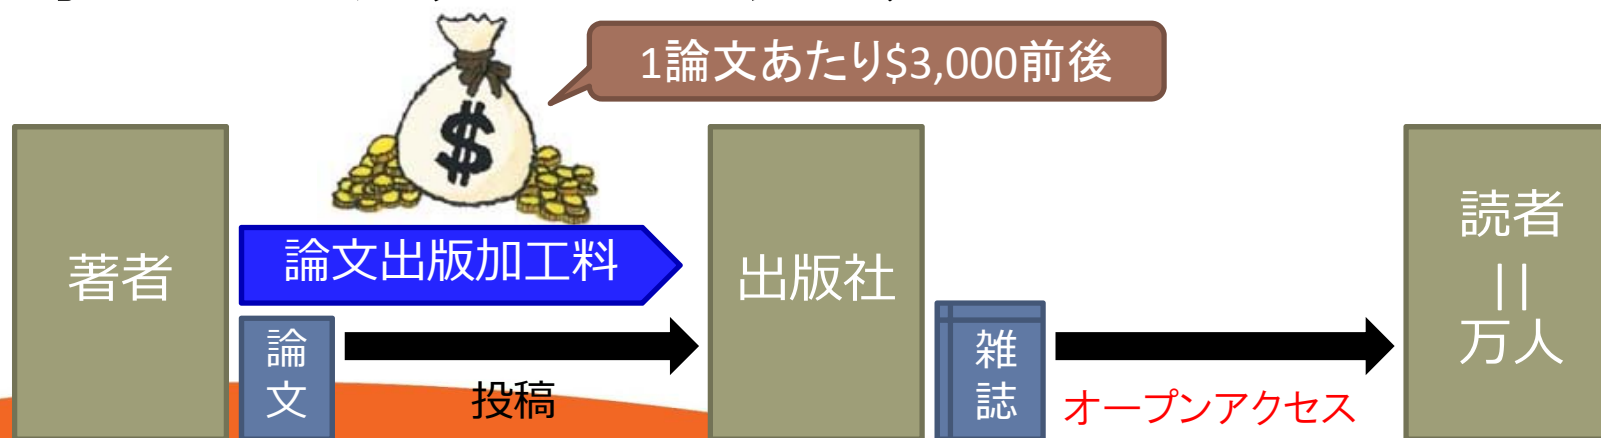 1論文あたり$3,000前後
$
著者
論文出版加工料
論文
投稿
出版社
雑誌
オープンアクセス
読者
||
万人